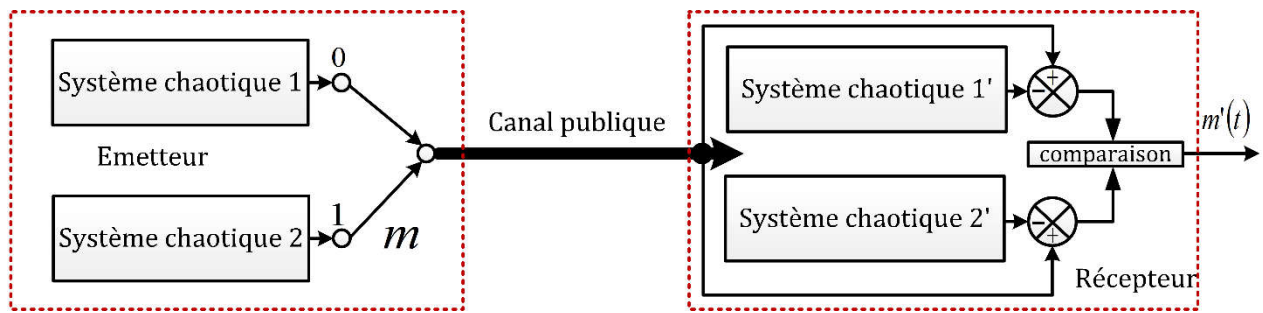 0
Système chaotique 1
Emetteur
1
Système chaotique 2
m
Canal publique
Système chaotique 1'
+
−
comparaison
m'(t)
Système chaotique 2'
−
+
Récepteur